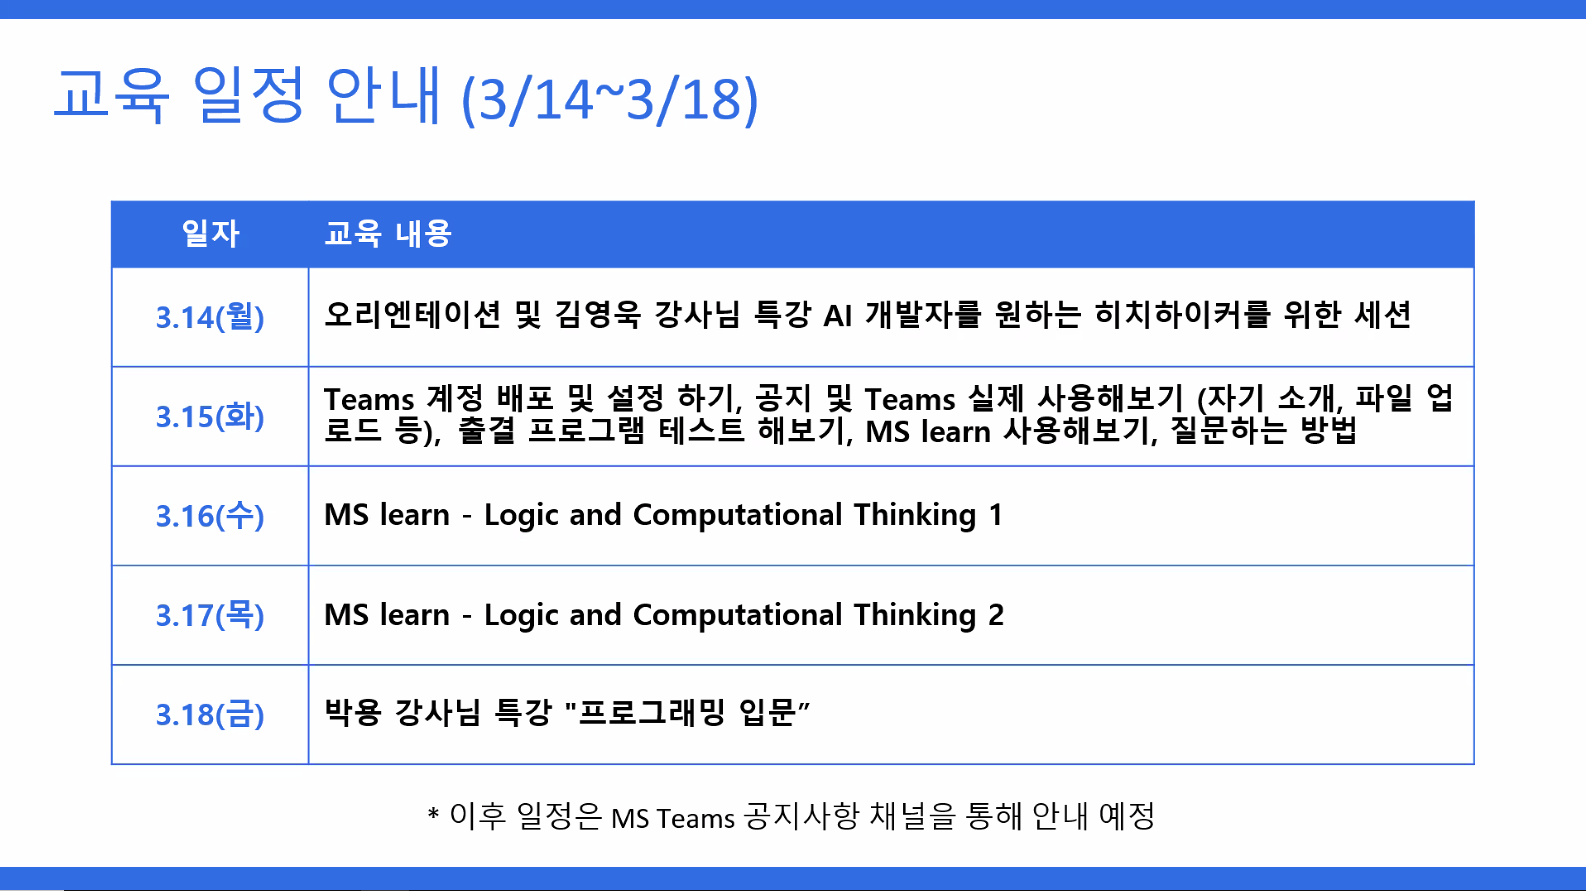 교육 일정 안내 (3/14~3/18)
일자 교육 내용
3.14(월) 오리엔테이션 및 김영욱 강사님 특강 AI 개발자를 원하는 히치하이커를 위한 세션
3.15(화) Teams 계정 배포 및 설정 하기, 공지 및 Teams 실제 사용해보기 (자기 소개, 파일 업
로드 등), 출결 프로그램 테스트 해보기, MS learn 사용해보기, 질문하는 방법
3.16(수) MS learn - Logic and Computational Thinking 1
3.17(목) MS learn - Logic and Computational Thinking 2
3.18(금) 박용 강사님 특강 "프로그래밍 입문”
* 이후 일정은 MS Teams 공지사항 채널을 통해 안내 예정